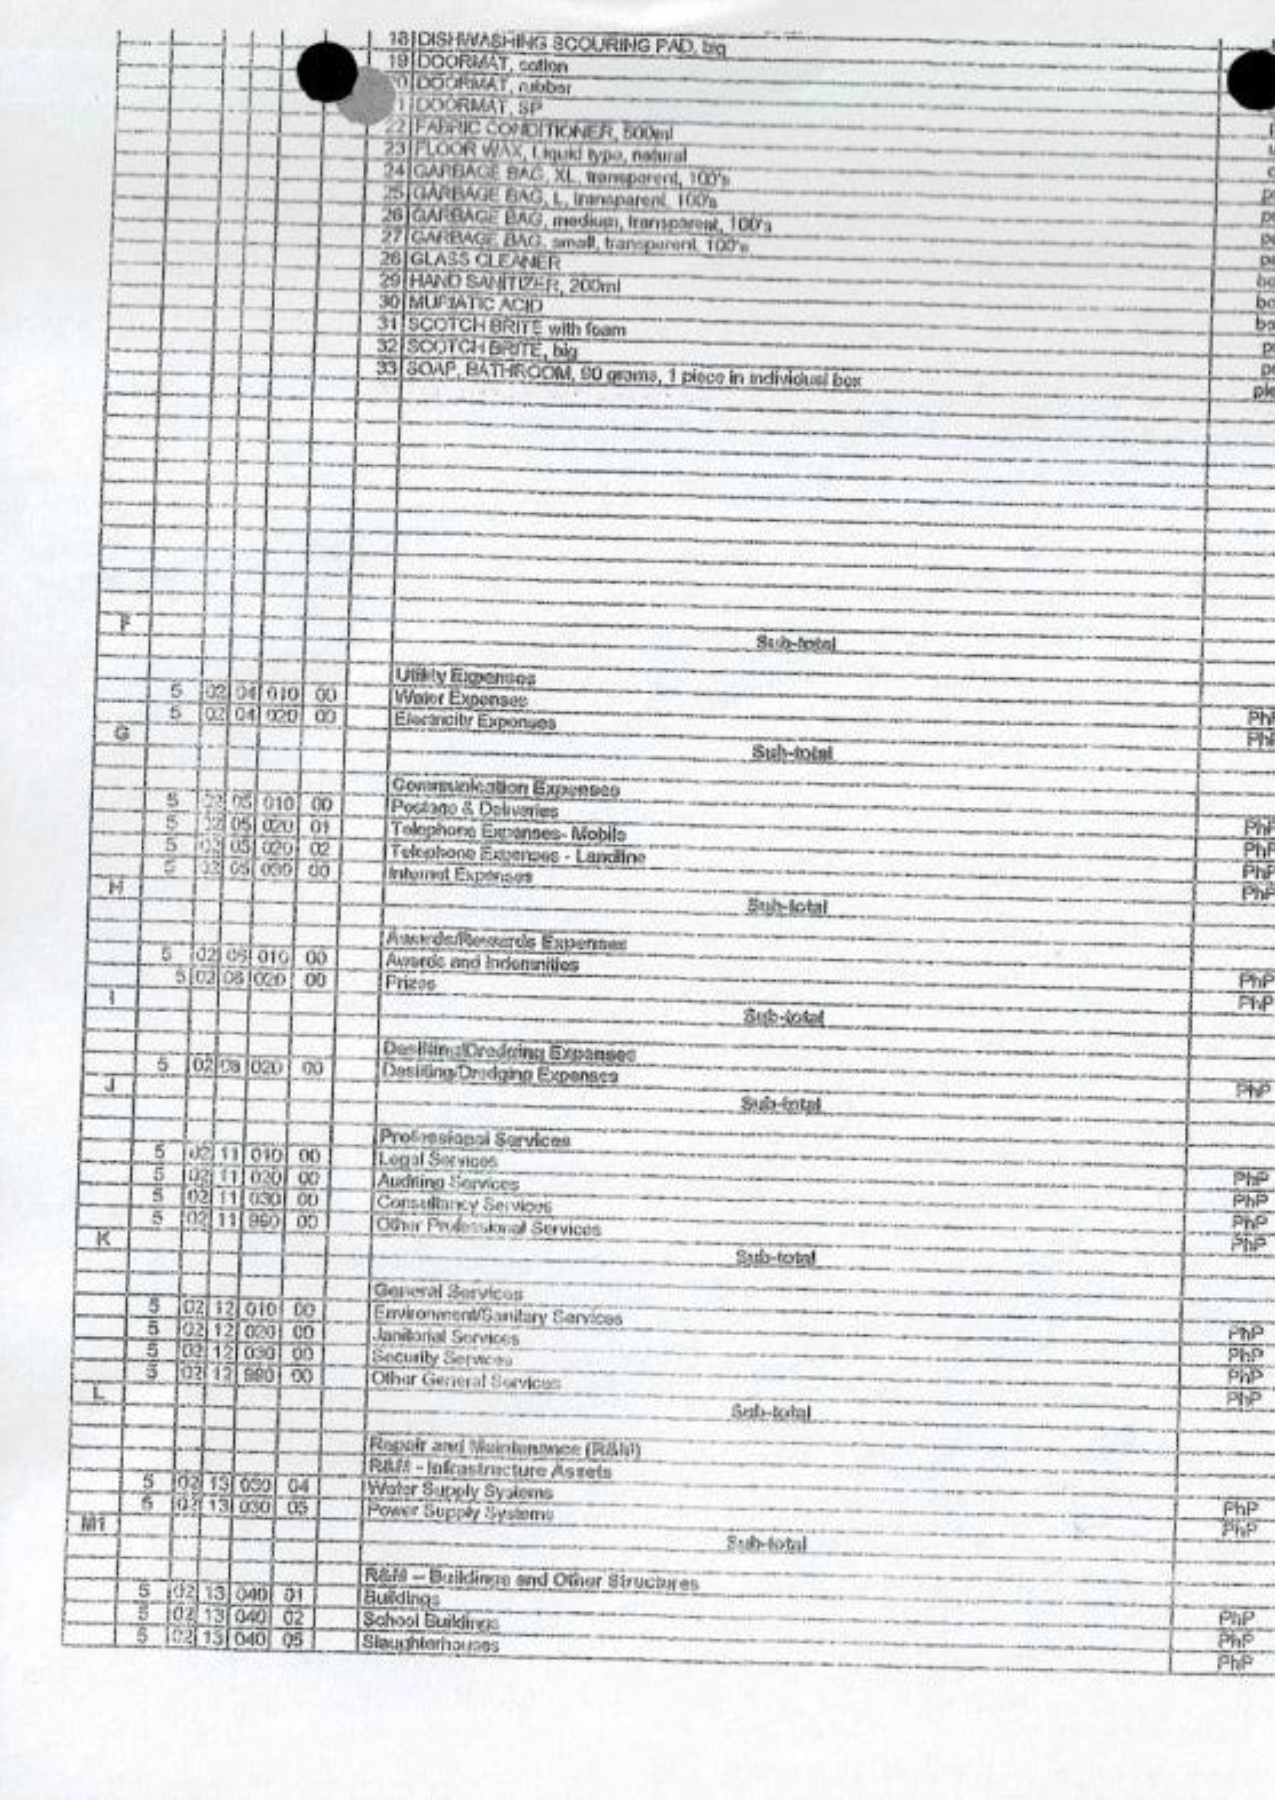 18 DISHWASHING SCOURING PAD, big
19 DOORMAT, cotton
0 DOORMAT, rubber
1 DOORMAT, SP
22 FABRIC CONDITIONER, 500ml
23 FLOOR WAX, Liquid type, natural
24 GARBAGE BAG, XL, transparent, 100's
25 GARBAGE BAG, L, transparent, 100's
26 GARBAGE BAG, medium, transparent, 100's
27 GARBAGE BAG, small, transparent, 100's
28 GLASS CLEANER
29 HAND SANITIZER, 200ml bo
30 MURIATIC ACID bo
31 SCOTCH BRITE with foam bo
32 SCOTCH BRITE, big
33 SOAP, BATHROOM, 90 grams, 1 piece in individual box
F Sub-total
Utility Expenses
5 02 04 010 00 Water Expenses PhP
5 02 04 020 00 Electricity Expenses PhP
G Sub-total
Communication Expenses
5 02 05 010 00 Postage & Deliveries PhP
5 02 05 020 01 Telephone Expenses- Mobile PhP
5 02 05 020 02 Telephone Expenses - Landline PhP
5 02 05 030 00 Internet Expenses PhP
H Sub-total
Awards/Rewards Expenses
5 02 06 010 00 Awards and Indemnities PhP
5 02 06 020 00 Prizes PhP
I Sub-total
Desilting/Dredging Expenses
5 02 08 020 00 Desilting/Dredging Expenses PhP
J Sub-total
Professional Services
5 02 11 010 00 Legal Services PhP
5 02 11 020 00 Auditing Services PhP
5 02 11 030 00 Consultancy Services PhP
5 02 11 990 00 Other Professional Services PhP
K Sub-total
General Services
5 02 12 010 00 Environment/Sanitary Services PhP
5 02 12 020 00 Janitorial Services PhP
5 02 12 030 00 Security Services PhP
5 02 12 990 00 Other General Services PhP
L Sub-total
Repair and Maintenance (R&M)
R&M - Infrastructure Assets
5 02 13 030 04 Water Supply Systems PhP
5 02 13 030 05 Power Supply Systems PhP
M1 Sub-total
R&M – Buildings and Other Structures
5 02 13 040 01 Buildings PhP
5 02 13 040 02 School Buildings PhP
5 02 13 040 05 Slaughterhouses PhP